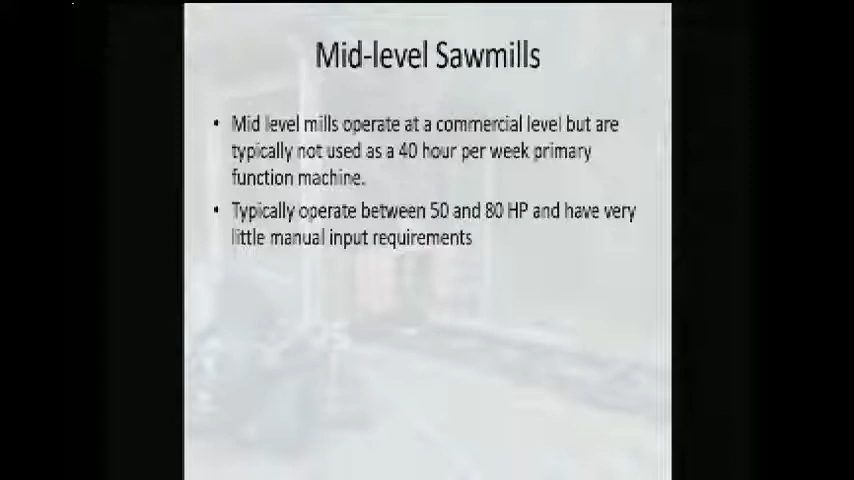 Mid-level Sawmills
• Mid level mills operate at a commercial level but are
typically not used as a 40 hour per week primary
function machine.
• Typically operate between 50 and 80 HP and have very
little manual input requirements